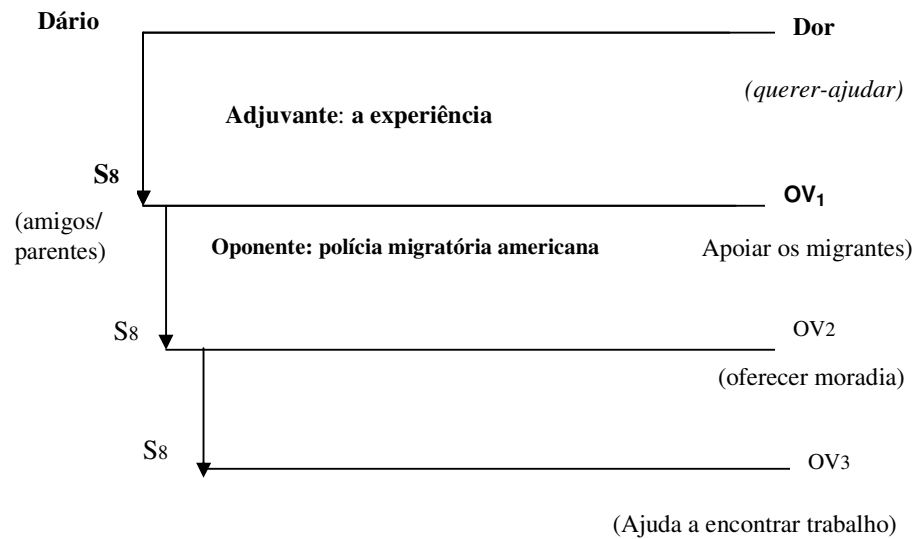 Dário
Dor
(querer-ajudar)
Adjuvante: a experiência
S8
OV1
(amigos/
parentes)
Oponente: polícia migratória americana
Apoiar os migrantes)
S8
OV2
(oferecer moradia)
S8
OV3
(Ajuda a encontrar trabalho)